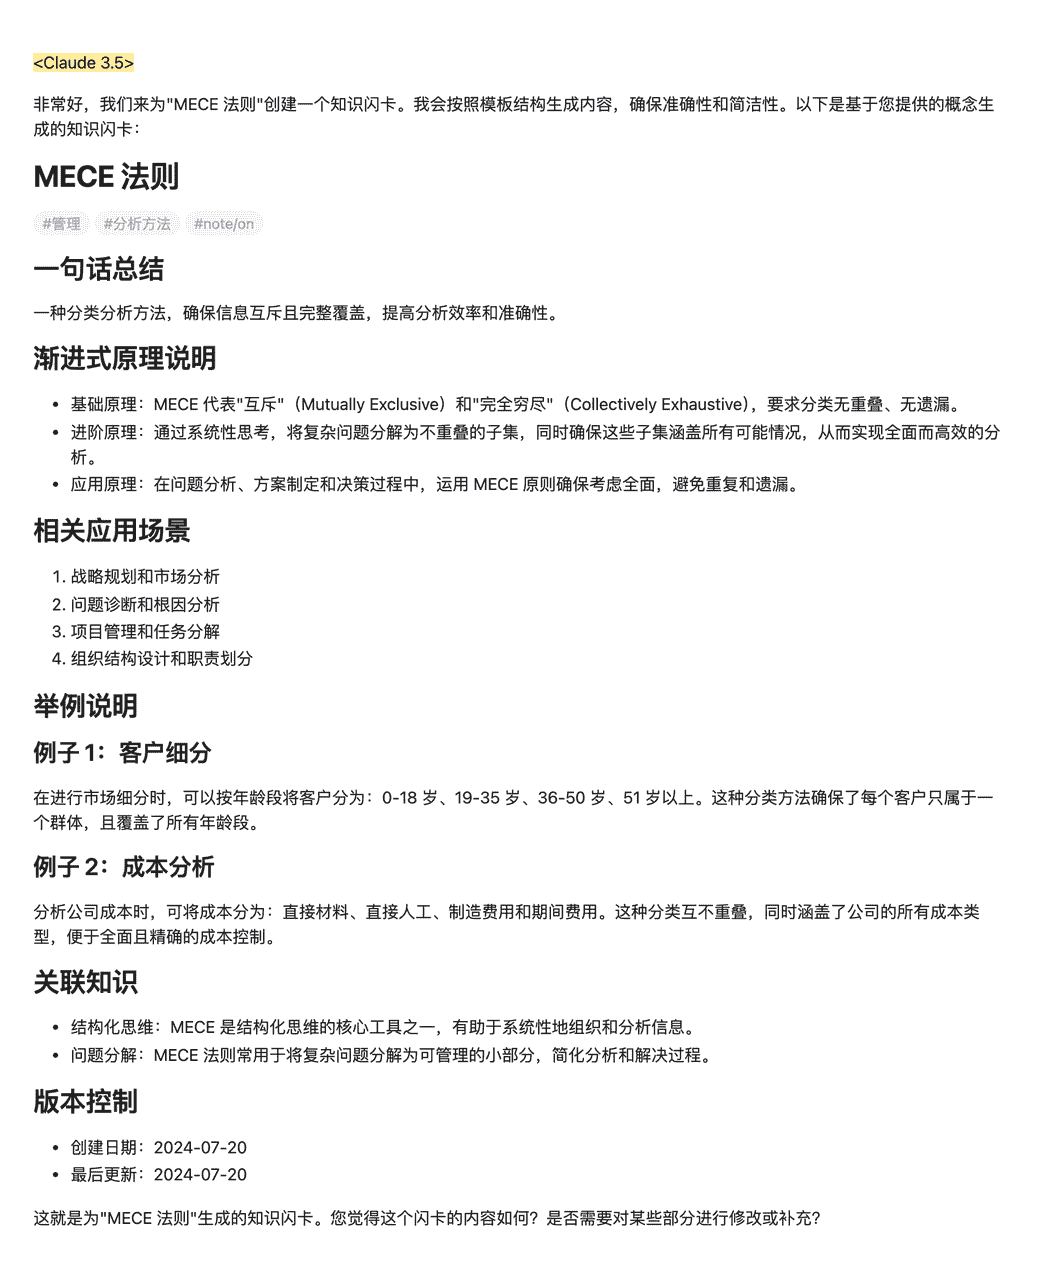 <Claude 3.5>
非常好，我们来为"MECE 法则"创建一个知识闪卡。我会按照模板结构生成内容，确保准确性和简洁性。以下是基于您提供的概念生
成的知识闪卡：
MECE 法则
#管理 #分析方法 #note/on
一句话总结
一种分类分析方法，确保信息互斥且完整覆盖，提高分析效率和准确性。
渐进式原理说明
• 基础原理：MECE 代表"互斥"（Mutually Exclusive）和"完全穷尽"（Collectively Exhaustive），要求分类无重叠、无遗漏。
• 进阶原理：通过系统性思考，将复杂问题分解为不重叠的子集，同时确保这些子集涵盖所有可能情况，从而实现全面而高效的分
析。
• 应用原理：在问题分析、方案制定和决策过程中，运用 MECE 原则确保考虑全面，避免重复和遗漏。
相关应用场景
1. 战略规划和市场分析
2. 问题诊断和根因分析
3. 项目管理和任务分解
4. 组织结构设计和职责划分
举例说明
例子 1：客户细分
在进行市场细分时，可以按年龄段将客户分为：0-18 岁、19-35 岁、36-50 岁、51 岁以上。这种分类方法确保了每个客户只属于一
个群体，且覆盖了所有年龄段。
例子 2：成本分析
分析公司成本时，可将成本分为：直接材料、直接人工、制造费用和期间费用。这种分类互不重叠，同时涵盖了公司的所有成本类
型，便于全面且精确的成本控制。
关联知识
• 结构化思维：MECE 是结构化思维的核心工具之一，有助于系统性地组织和分析信息。
• 问题分解：MECE 法则常用于将复杂问题分解为可管理的小部分，简化分析和解决过程。
版本控制
• 创建日期：2024-07-20
• 最后更新：2024-07-20
这就是为"MECE 法则"生成的知识闪卡。您觉得这个闪卡的内容如何？是否需要对某些部分进行修改或补充？